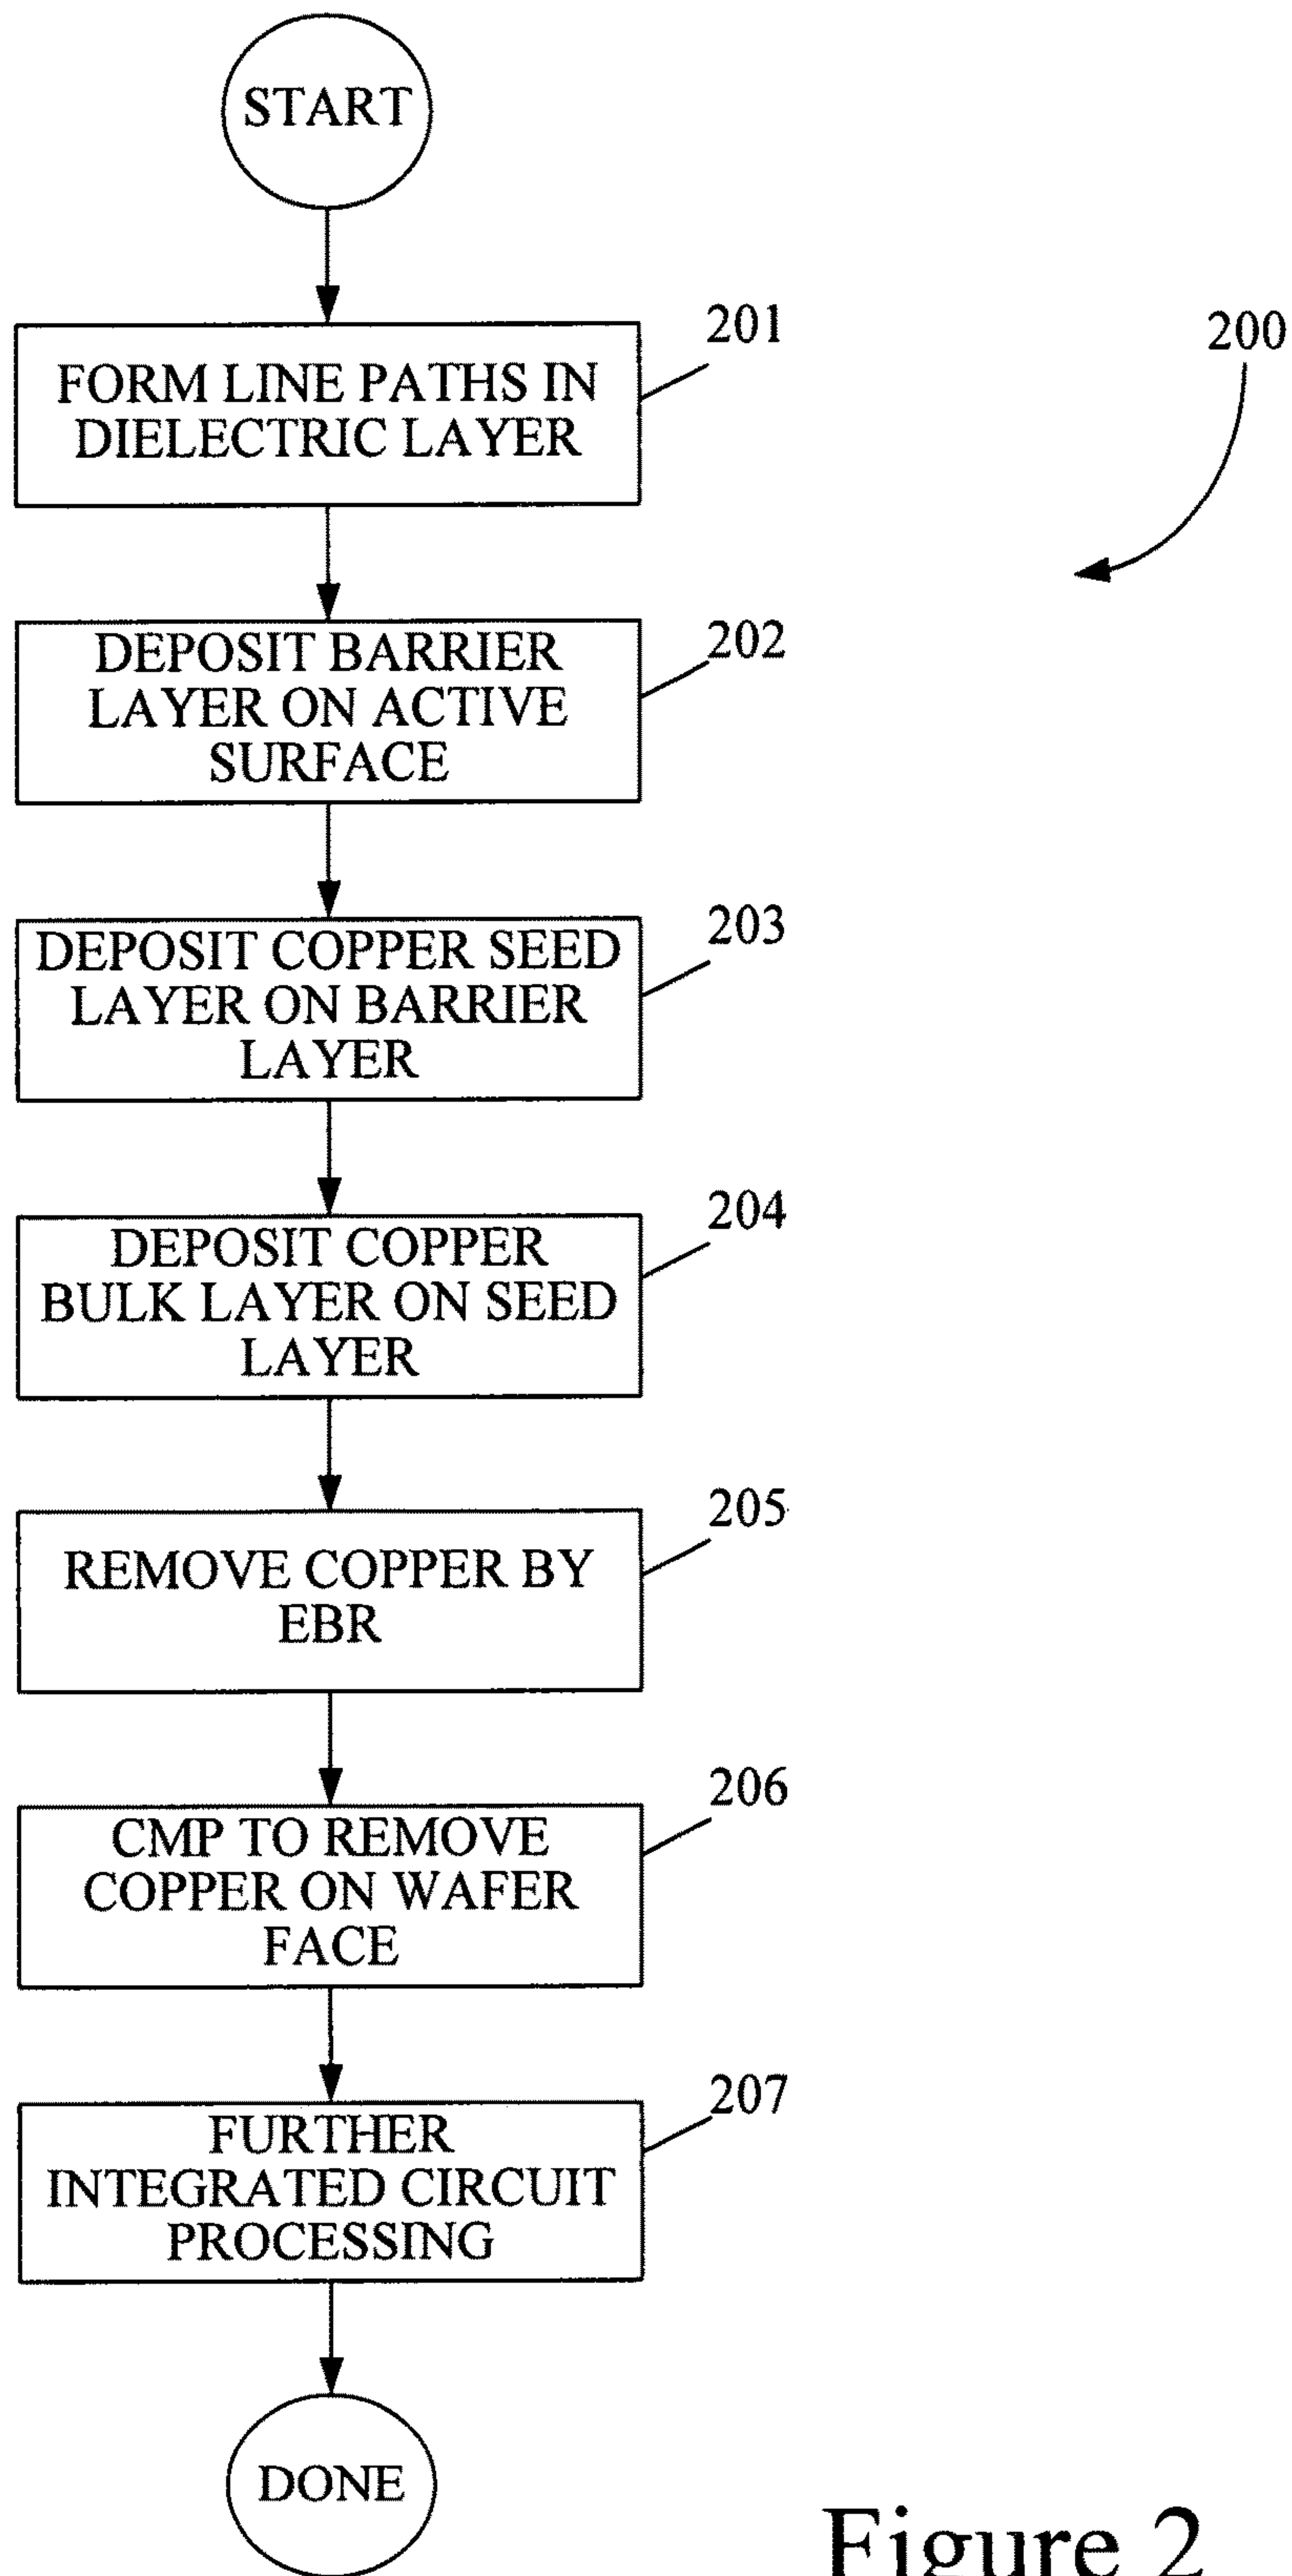 START
201
200
FORM LINE PATHS IN
DIELECTRIC LAYER
202
DEPOSIT BARRIER
LAYER ON ACTIVE
SURFACE
203
DEPOSIT COPPER SEED
LAYER ON BARRIER
LAYER
204
DEPOSIT COPPER
BULK LAYER ON SEED
LAYER
205
REMOVE COPPER BY
EBR
206
CMP TO REMOVE
COPPER ON WAFER
FACE
207
FURTHER
INTEGRATED CIRCUIT
PROCESSING
DONE
Figure 2